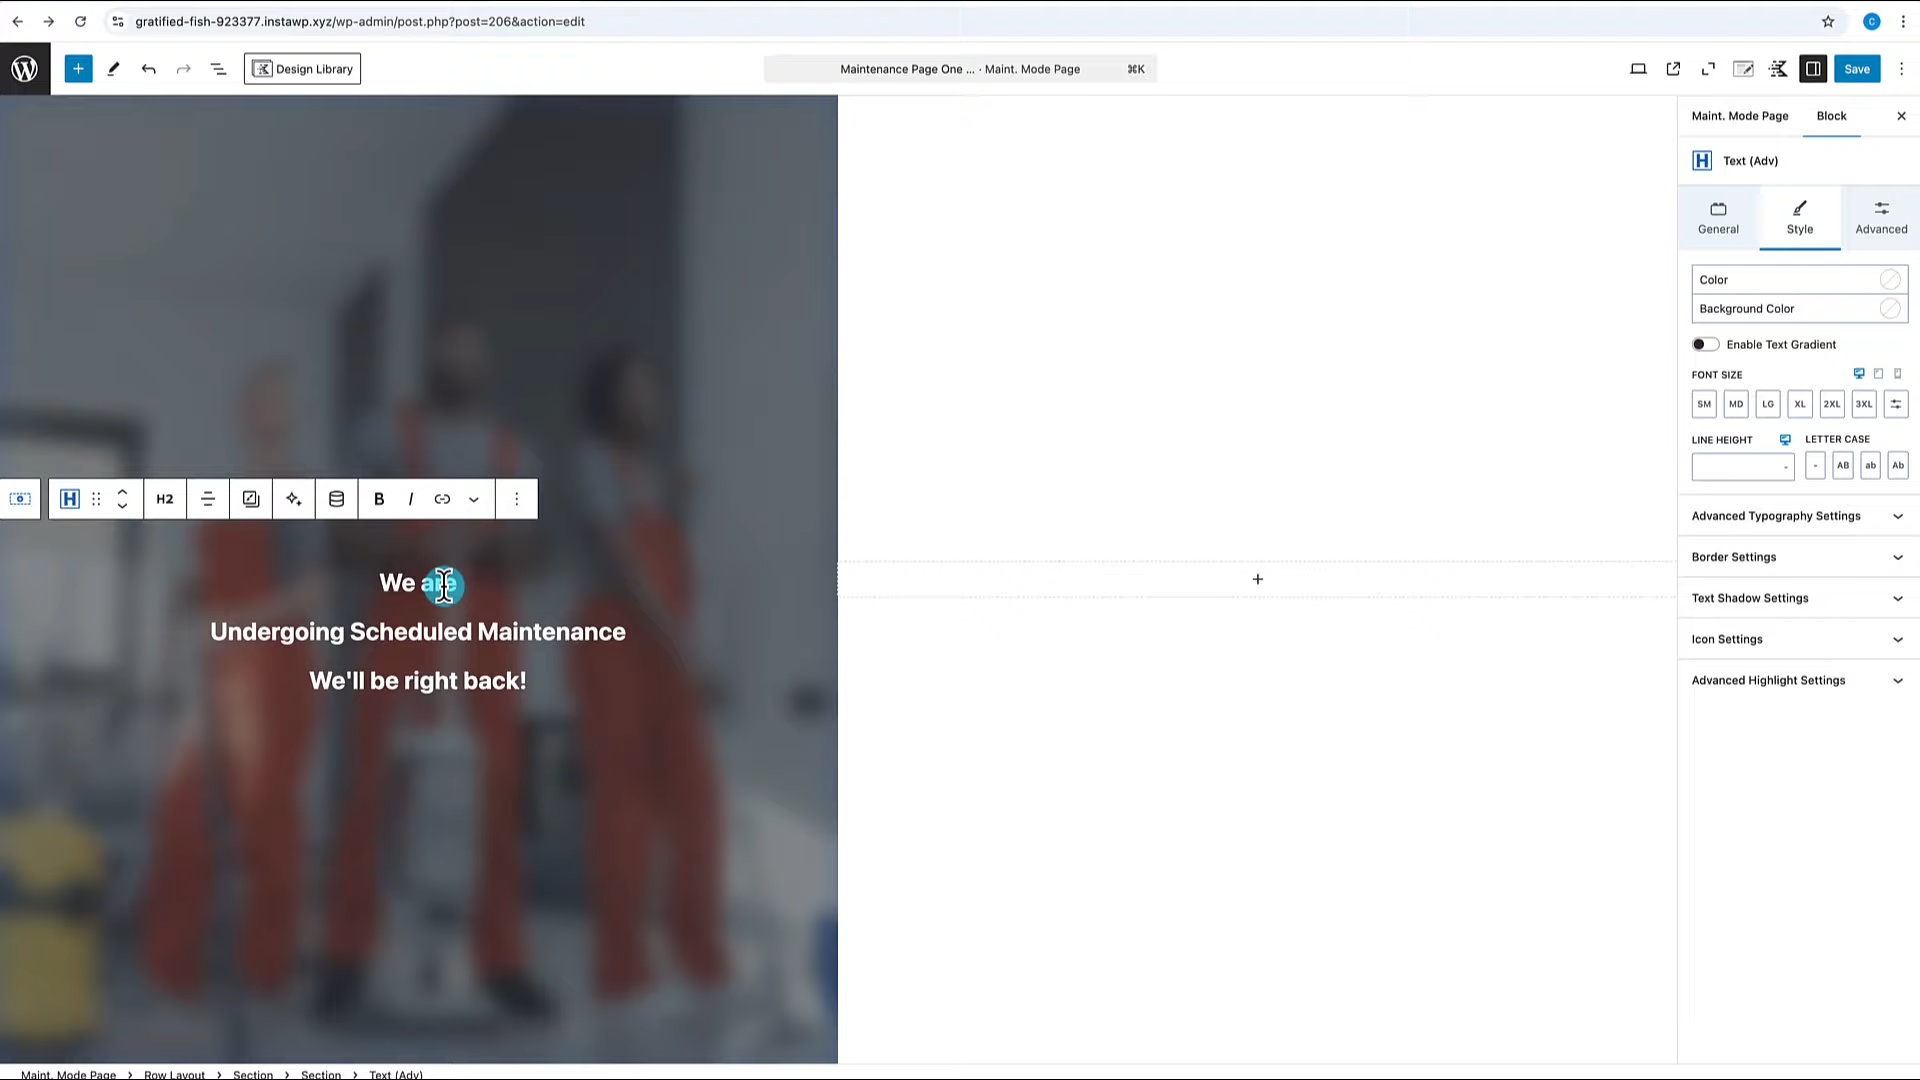 gratified-fish-923377.instawp.xyz/wp-admin/post.php?post=206&action=edit
C
Design Library
Maintenance Page One ... · Maint. Mode Page
⌘K
Save
Maint. Mode Page
Block
H
Text (Adv)
General
Style
Advanced
Color
Background Color
Enable Text Gradient
FONT SIZE
SM
MD
LG
XL
2XL
3XL
LINE HEIGHT
LETTER CASE
-
-
AB
ab
Ab
H
H2
B
I
Advanced Typography Settings
Border Settings
Text Shadow Settings
Icon Settings
Advanced Highlight Settings
We are
Undergoing Scheduled Maintenance
We'll be right back!
Maint. Mode Page > Row Layout > Section > Section > Text (Adv)